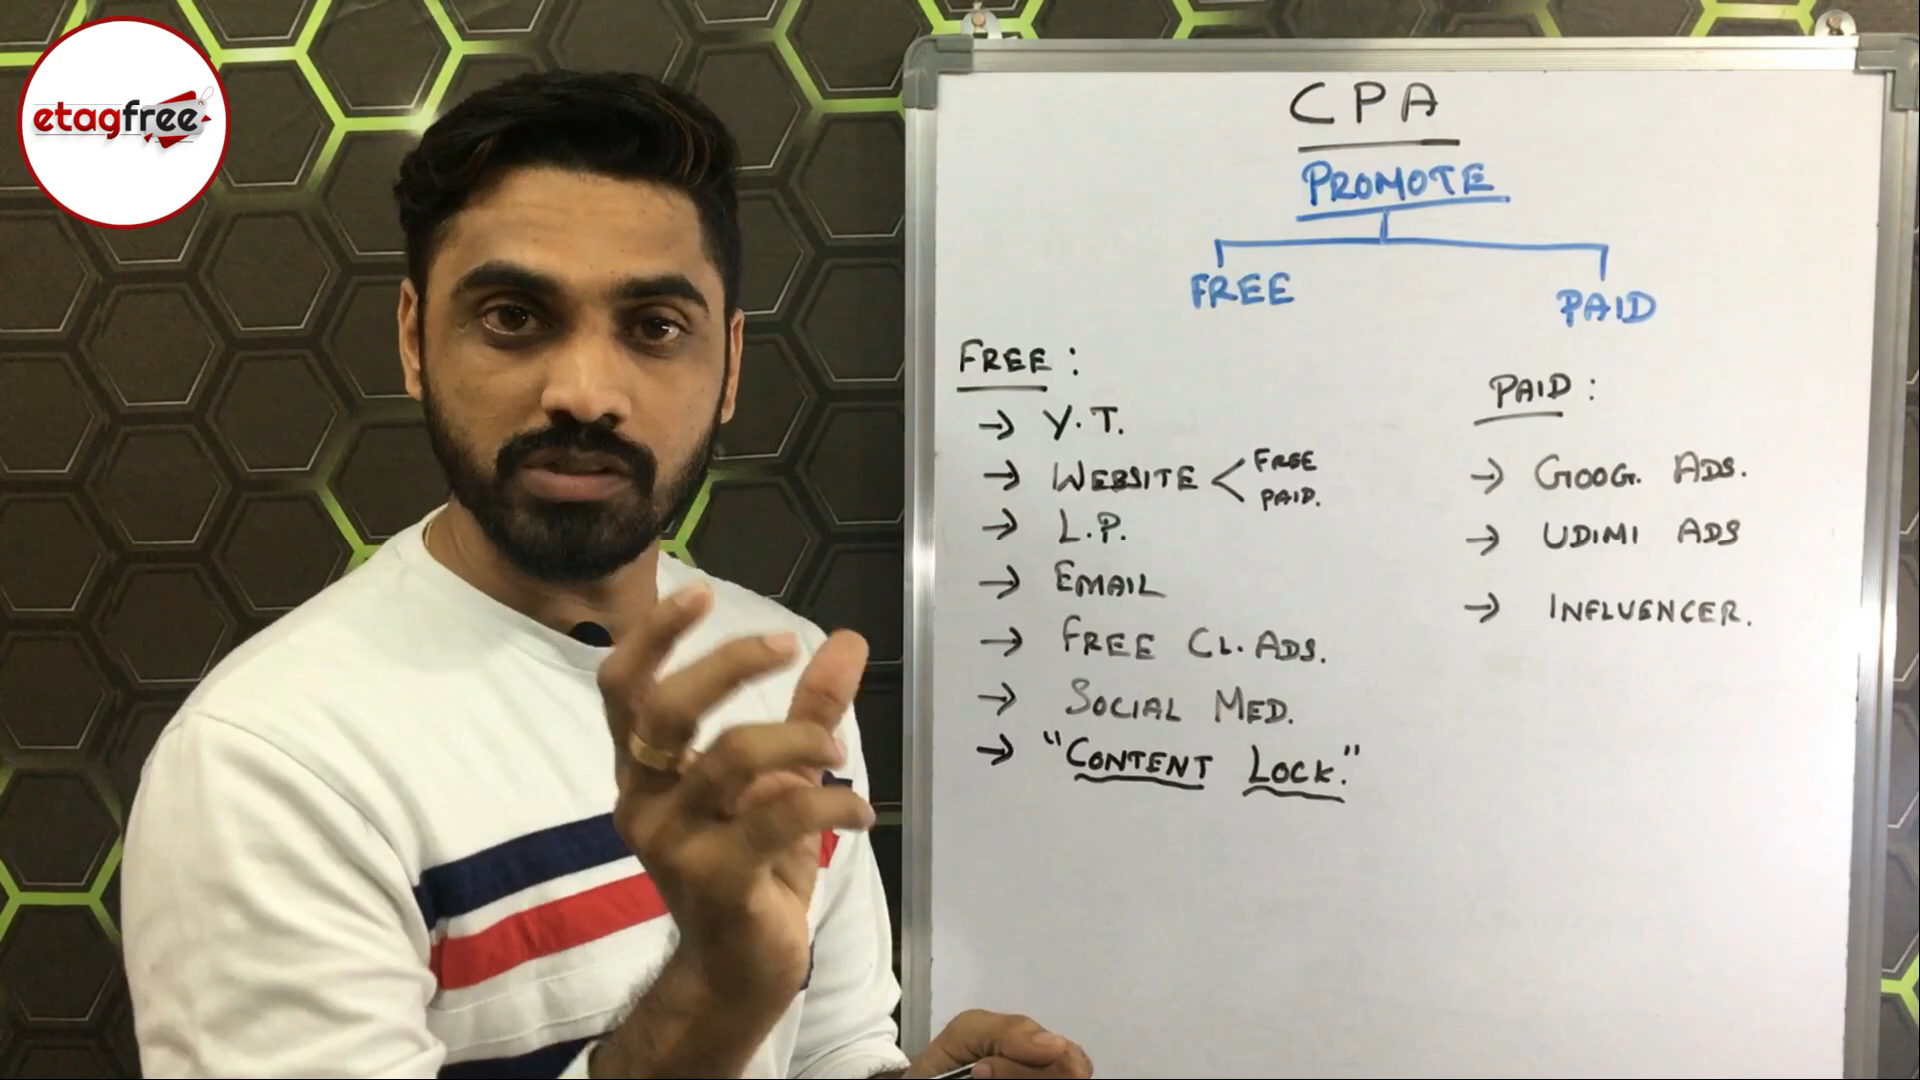 etagfree
CPA
PROMOTE
FREE
PAID
FREE :
→ Y.T.
→ WEBSITE < FREE
PAID.
→ L.P.
→ EMAIL
→ FREE CL. ADS.
→ SOCIAL MED.
→ "CONTENT LOCK."
PAID :
→ GOOG. ADS.
→ UDIMI ADS
→ INFLUENCER.